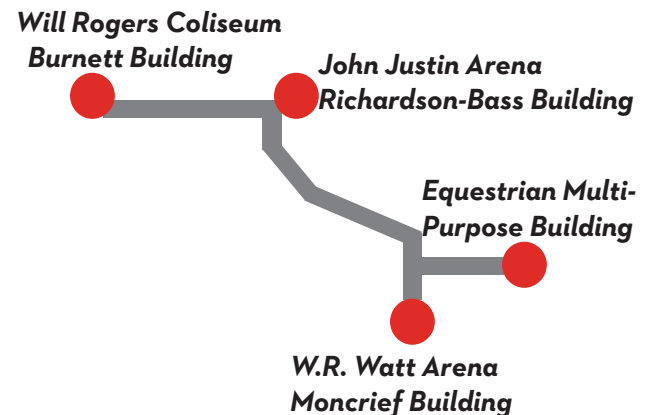 Will Rogers Coliseum
Burnett Building
John Justin Arena
Richardson-Bass Building
Equestrian Multi-
Purpose Building
W.R. Watt Arena
Moncrief Building